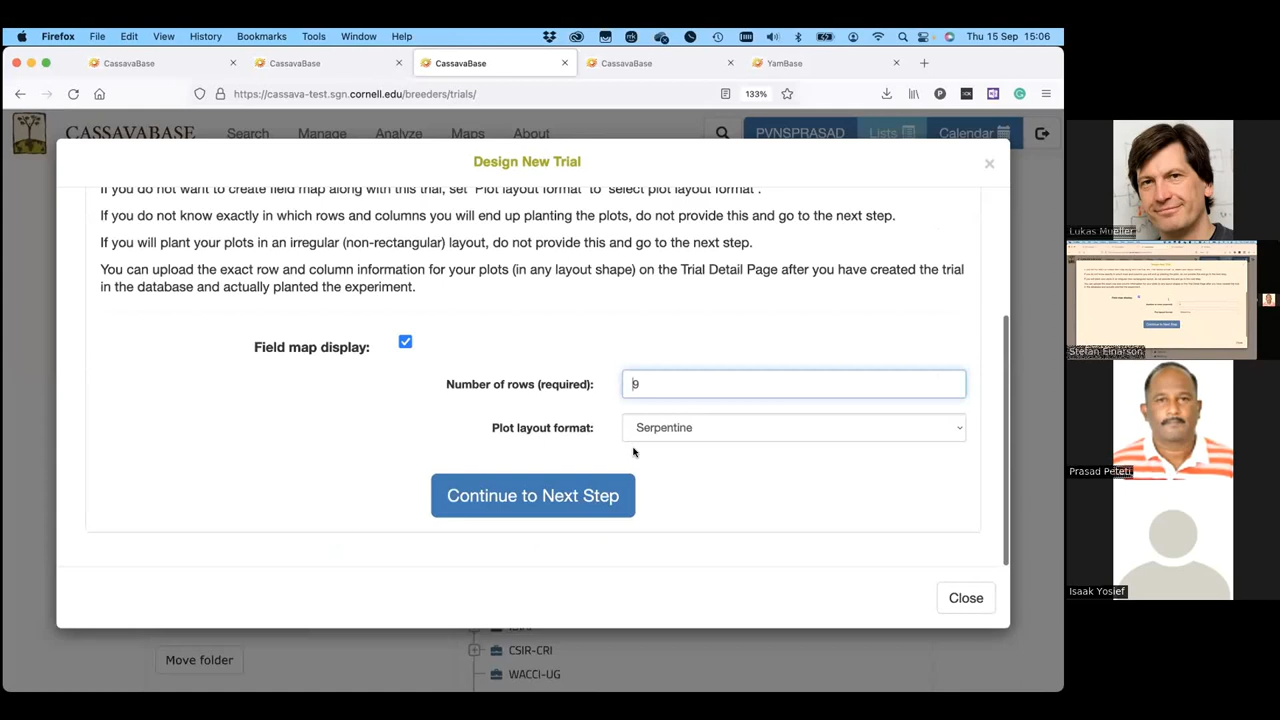 Firefox File Edit View History Bookmarks Tools Window Help Thu 15 Sep 15:06
CassavaBase CassavaBase CassavaBase CassavaBase YamBase
https://cassava-test.sgn.cornell.edu/breeders/trials/ 133%
CASSAVABASE Search Manage Analyze Maps About PVNSPRASAD Lists Calendar
Design New Trial
If you do not want to create field map along with this trial, set 'Plot layout format' to 'select plot layout format'.
If you do not know exactly in which rows and columns you will end up planting the plots, do not provide this and go to the next step.
If you will plant your plots in an irregular (non-rectangular) layout, do not provide this and go to the next step.
You can upload the exact row and column information for your plots (in any layout shape) on the Trial Detail Page after you have created the trial
in the database and actually planted the experiment.
Field map display:
Number of rows (required): 9
Plot layout format: Serpentine
Continue to Next Step
Close
Move folder
CSIR-CRI
WACCI-UG
Lukas Mueller
Stefan Einarson
Prasad Peteti
Isaak Yosief